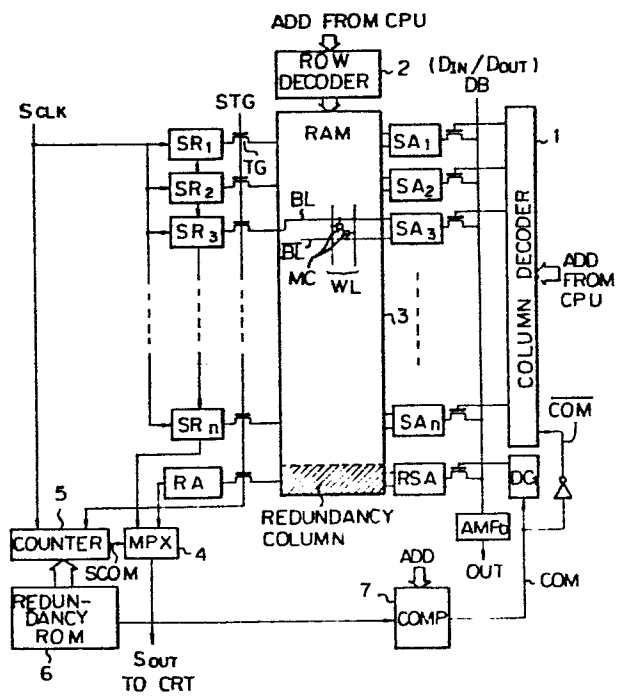 ADD FROM CPU
ROW
DECODER
2
(DIN/DOUT)
DB
SCLK
STG
RAM
1
SR1
TG
SA1
SR2
SA2
SR3
BL
SA3
BL
MC
WL
COLUMN DECODER
ADD
FROM
CPU
3
SRn
SAn
COM
RA
RSA
DC
REDUNDANCY
COLUMN
5
COUNTER
MPX
4
SCOM
AMP
OUT
ADD
7
COMP
COM
REDUN-
DANCY
ROM
6
SOUT
TO CRT